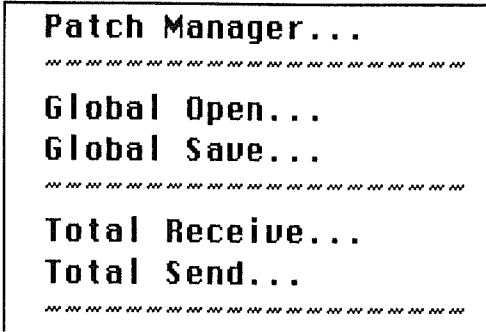 Patch Manager...
Global Open...
Global Save...
Total Receive...
Total Send...